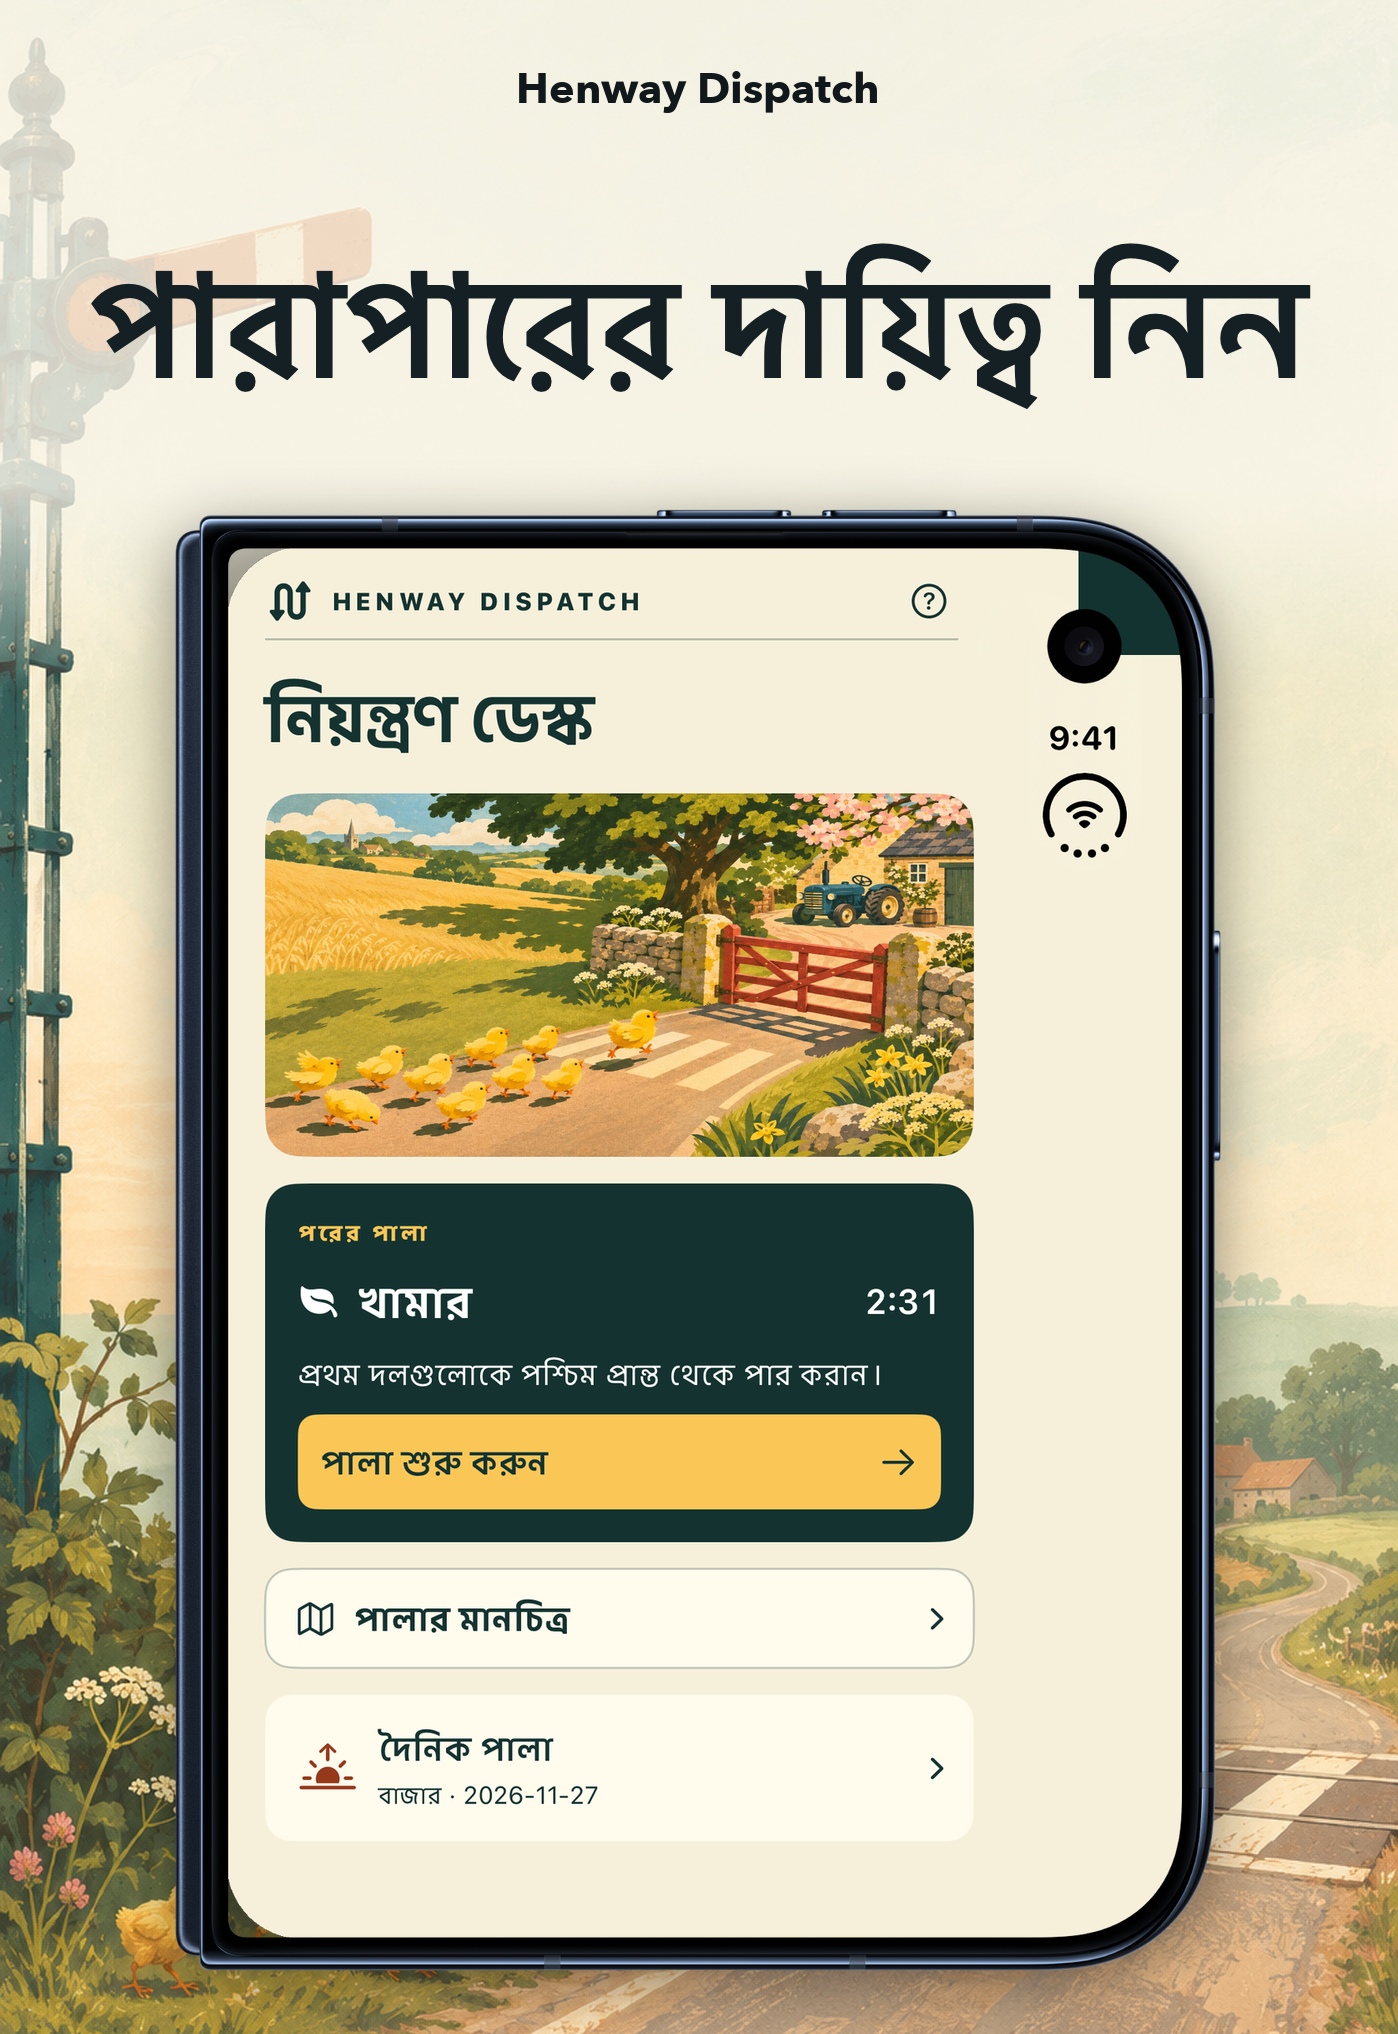 Henway Dispatch
পারাপারের দায়িত্ব নিন
HENWAY DISPATCH
?
নিয়ন্ত্রণ ডেস্ক
9:41
পরের পালা
খামার
2:31
প্রথম দলগুলোকে পশ্চিম প্রান্ত থেকে পার করান।
পালা শুরু করুন
পালার মানচিত্র
দৈনিক পালা
বাজার · 2026-11-27